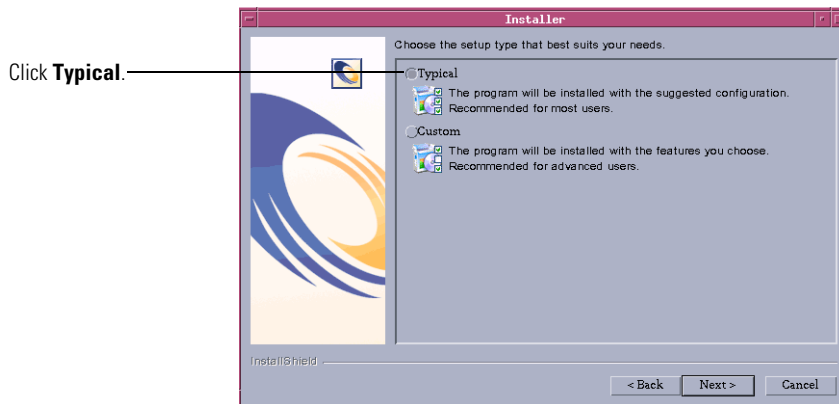 Installer
Choose the setup type that best suits your needs.
Click Typical.
Typical
The program will be installed with the suggested configuration.
Recommended for most users.
Custom
The program will be installed with the features you choose.
Recommended for advanced users.
InstallShield
< Back
Next >
Cancel